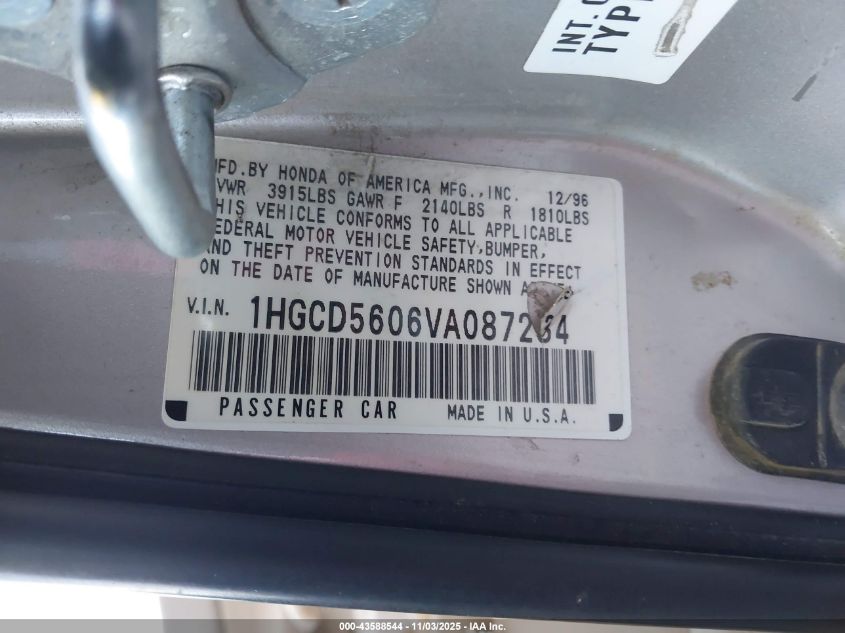 INT. C
TYP
MFD.BY HONDA OF AMERICA MFG.,INC. 12/96
VWR 3915LBS GAWR F 2140LBS R 1810LBS
THIS VEHICLE CONFORMS TO ALL APPLICABLE
FEDERAL MOTOR VEHICLE SAFETY,BUMPER,
AND THEFT PREVENTION STANDARDS IN EFFECT
ON THE DATE OF MANUFACTURE SHOWN A
V.I.N. 1HGCD5606VA087234
PASSENGER CAR MADE IN U.S.A.
000-43588544 - 11/03/2025 - IAA Inc.